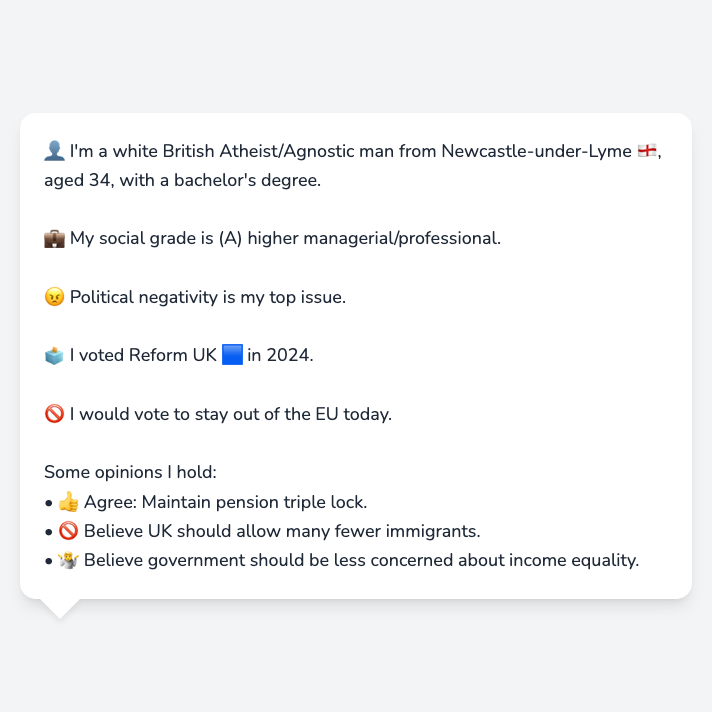 👤 I'm a white British Atheist/Agnostic man from Newcastle-under-Lyme 🏴󠁧󠁢󠁥󠁮󠁧󠁿,
aged 34, with a bachelor's degree.
💼 My social grade is (A) higher managerial/professional.
😠 Political negativity is my top issue.
🗳️ I voted Reform UK 🟦 in 2024.
🚫 I would vote to stay out of the EU today.
Some opinions I hold:
• 👍 Agree: Maintain pension triple lock.
• 🚫 Believe UK should allow many fewer immigrants.
• 🤷 Believe government should be less concerned about income equality.